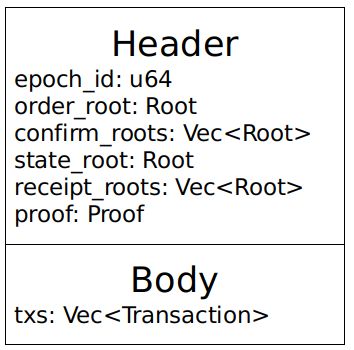 Header
epoch_id: u64
order_root: Root
confirm_roots: Vec<Root>
state_root: Root
receipt_roots: Vec<Root>
proof: Proof
Body
txs: Vec<Transaction>